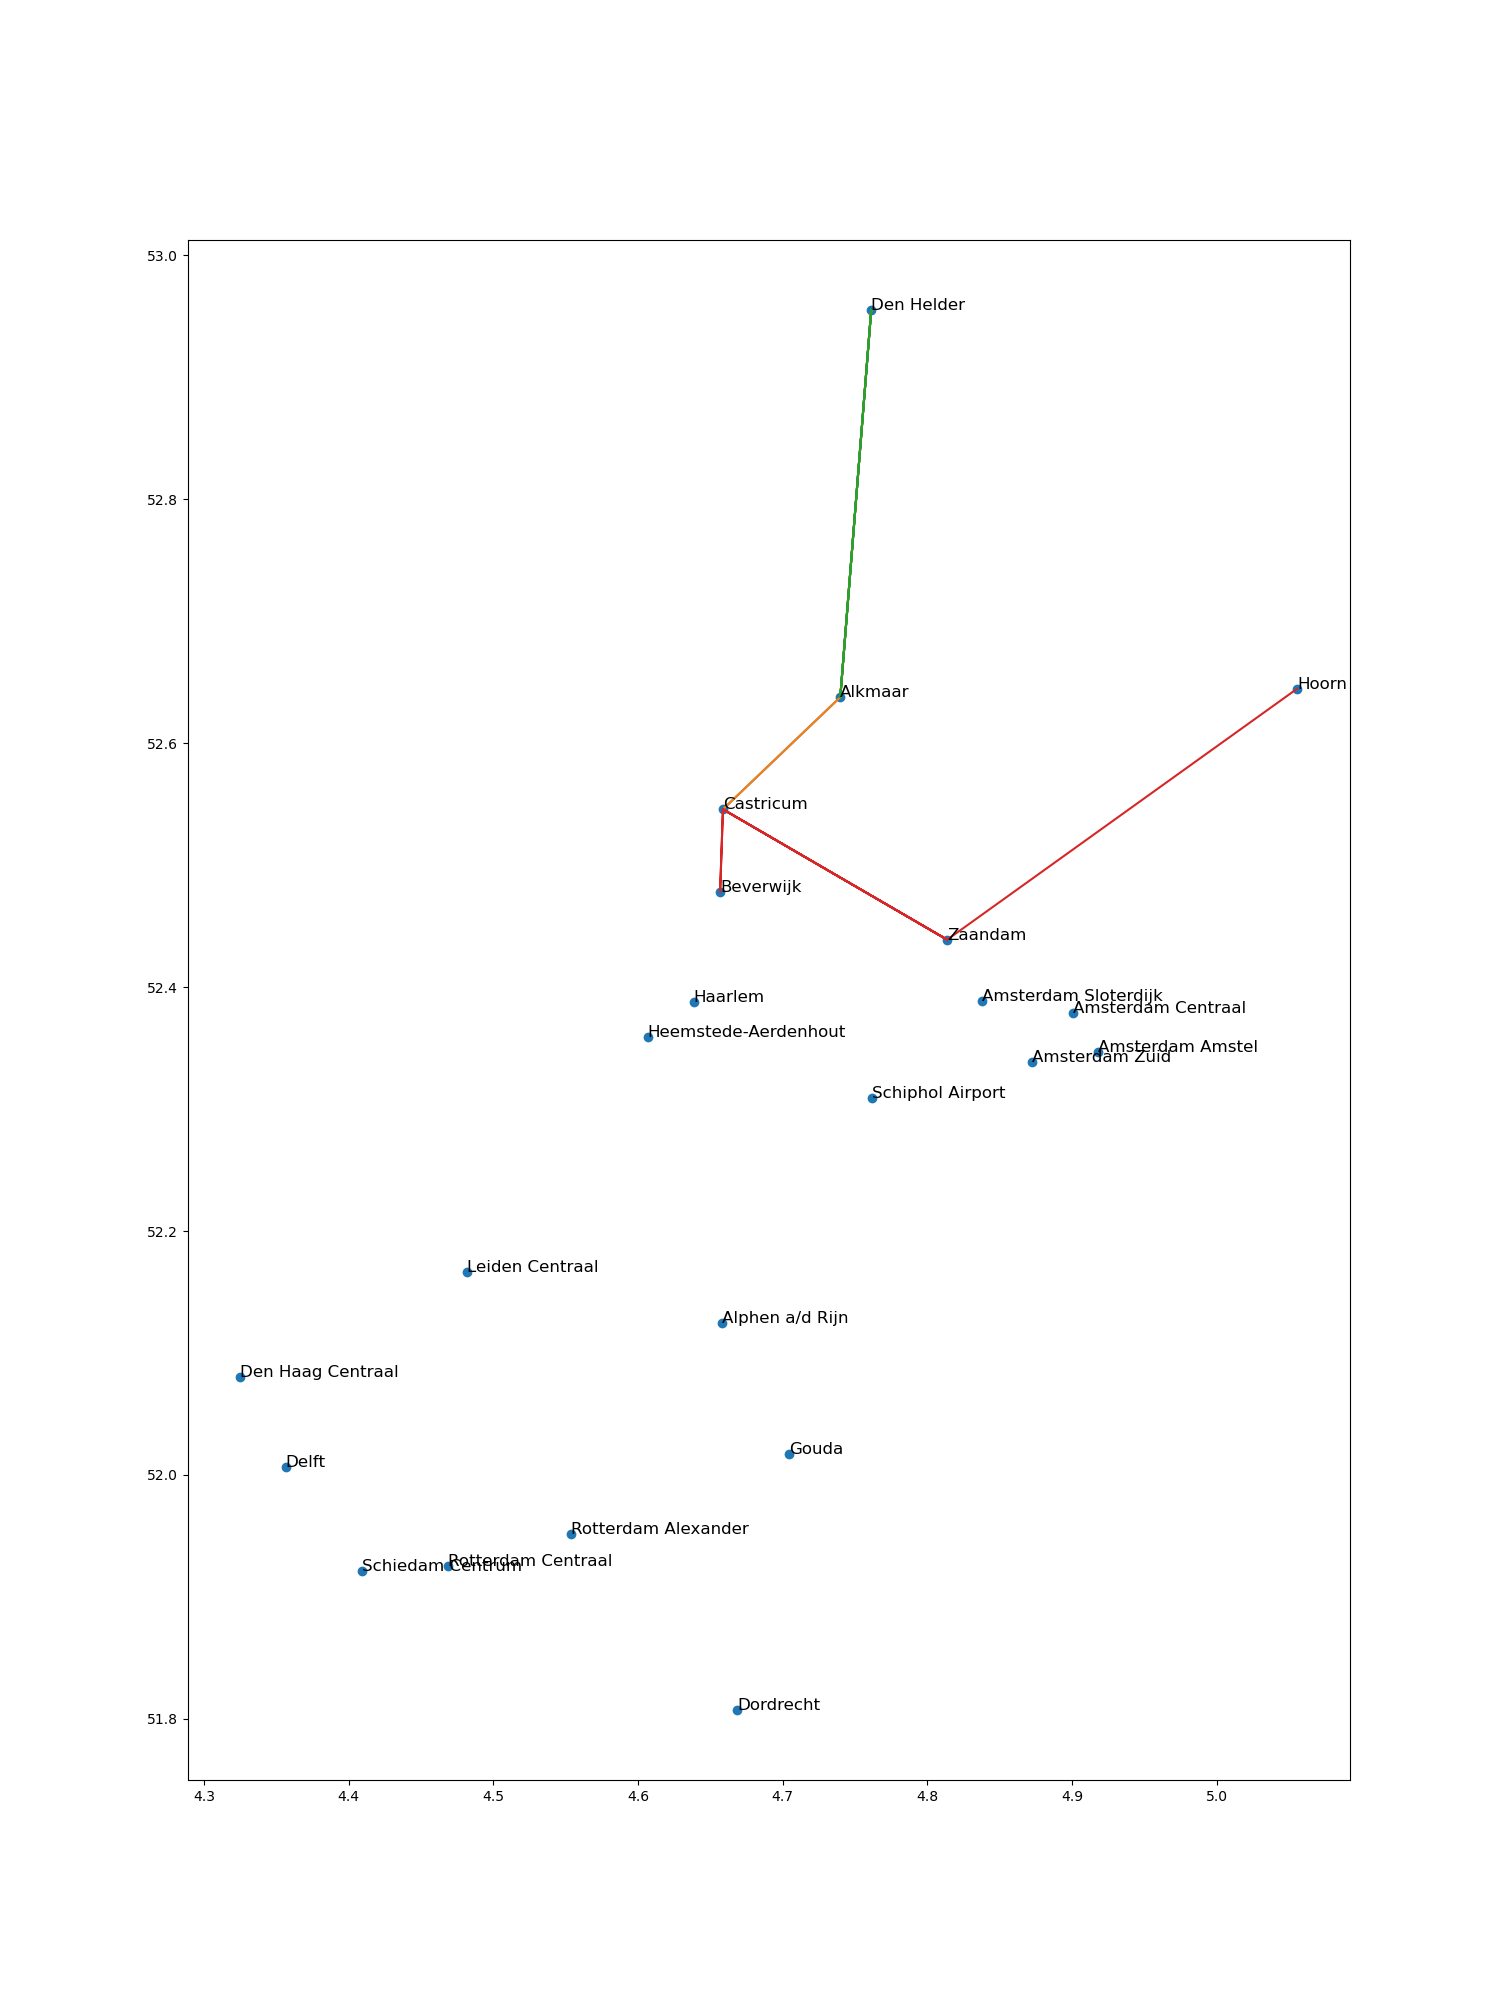 53.0
Den Helder
52.8
Alkmaar
Hoorn
52.6
Castricum
Beverwijk
Zaandam
52.4
Haarlem
Amsterdam Sloterdijk
Amsterdam Centraal
Heemstede-Aerdenhout
Amsterdam Amstel
Amsterdam Zuid
Schiphol Airport
52.2
Leiden Centraal
Alphen a/d Rijn
Den Haag Centraal
Gouda
Delft
52.0
Rotterdam Alexander
Rotterdam Centraal
Schiedam Centrum
Dordrecht
51.8
4.3 4.4 4.5 4.6 4.7 4.8 4.9 5.0